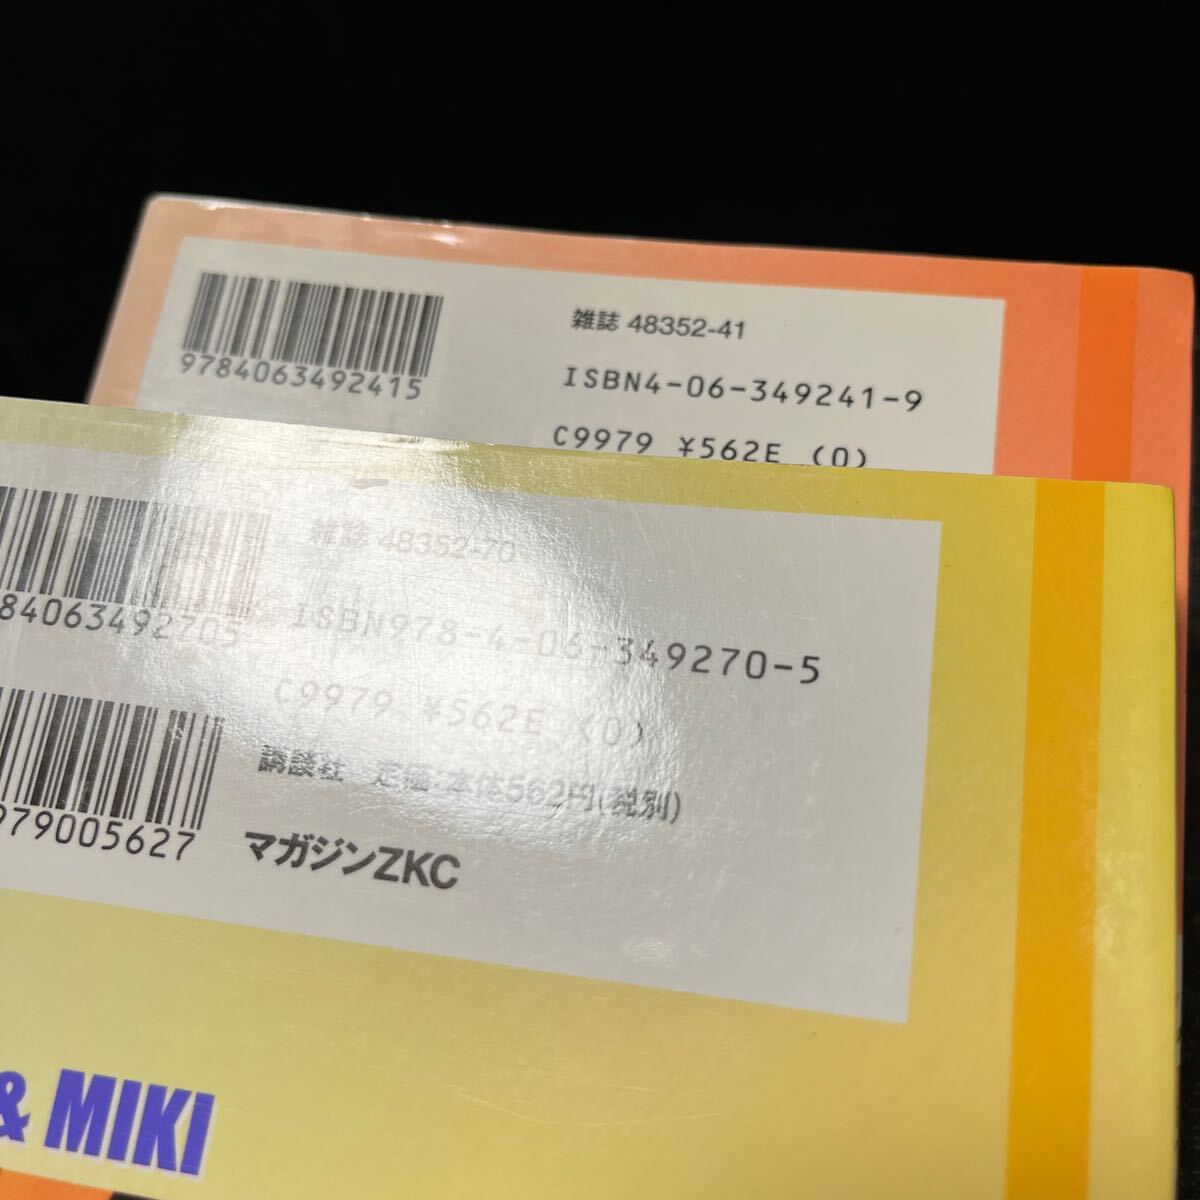 9784063492415
雑誌 48352-41
ISBN4-06-349241-9
C9979 ¥562E (0)
84063492705
雑誌 48352-70
ISBN978-4-06-349270-5
C9979 ¥562E (0)
979005627
講談社 定価:本体562円(税別)
マガジンZKC
& MIKI